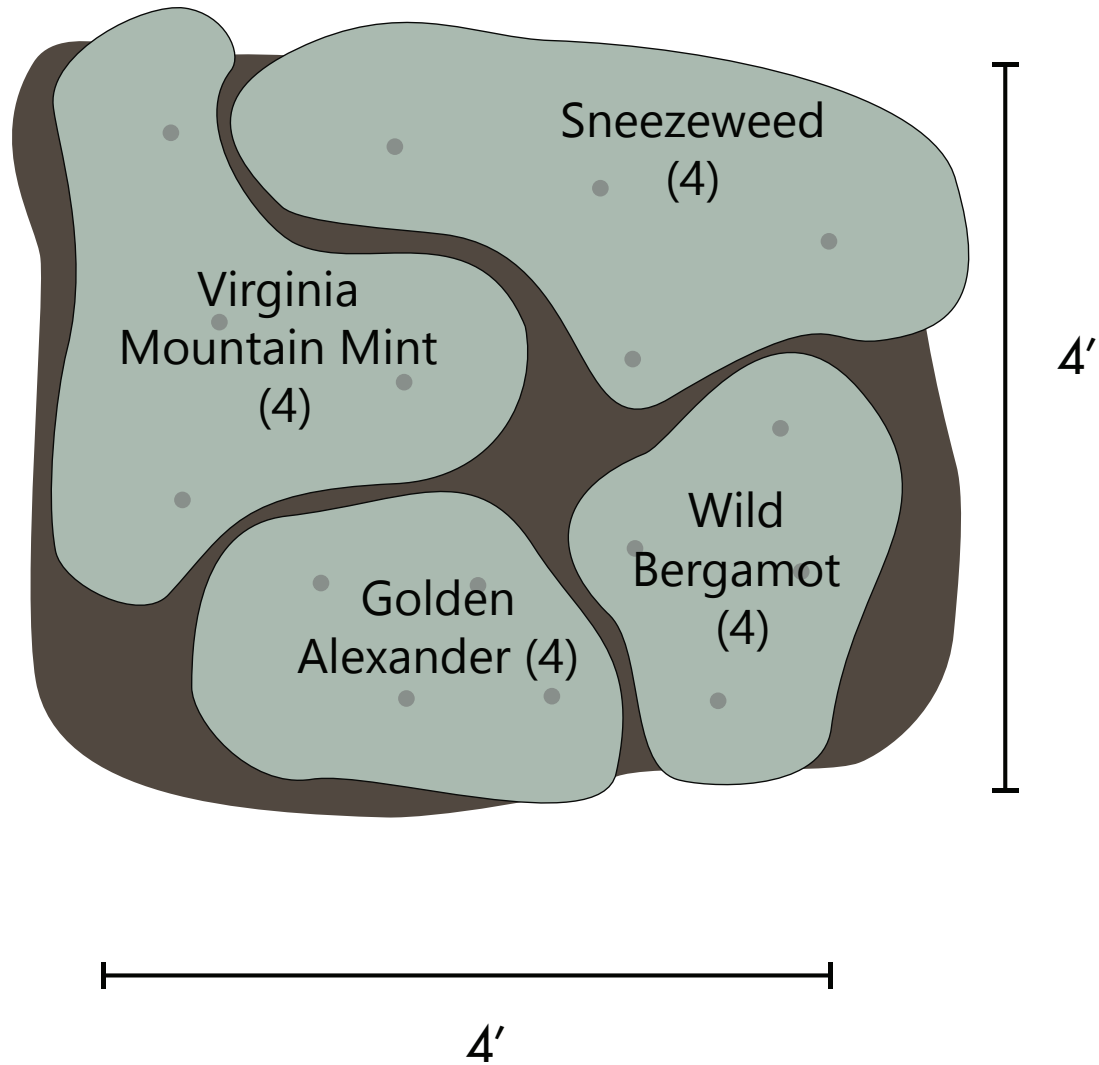 Sneezeweed
(4)
Virginia
Mountain Mint
(4)
4′
Wild
Bergamot
(4)
Golden
Alexander (4)
4′